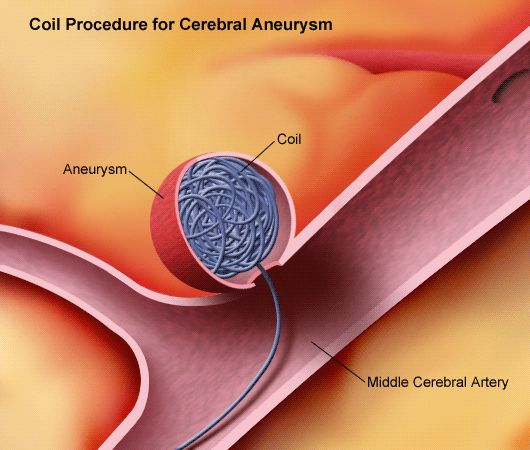 Coil Procedure for Cerebral Aneurysm
Coil
Aneurysm
Middle Cerebral Artery